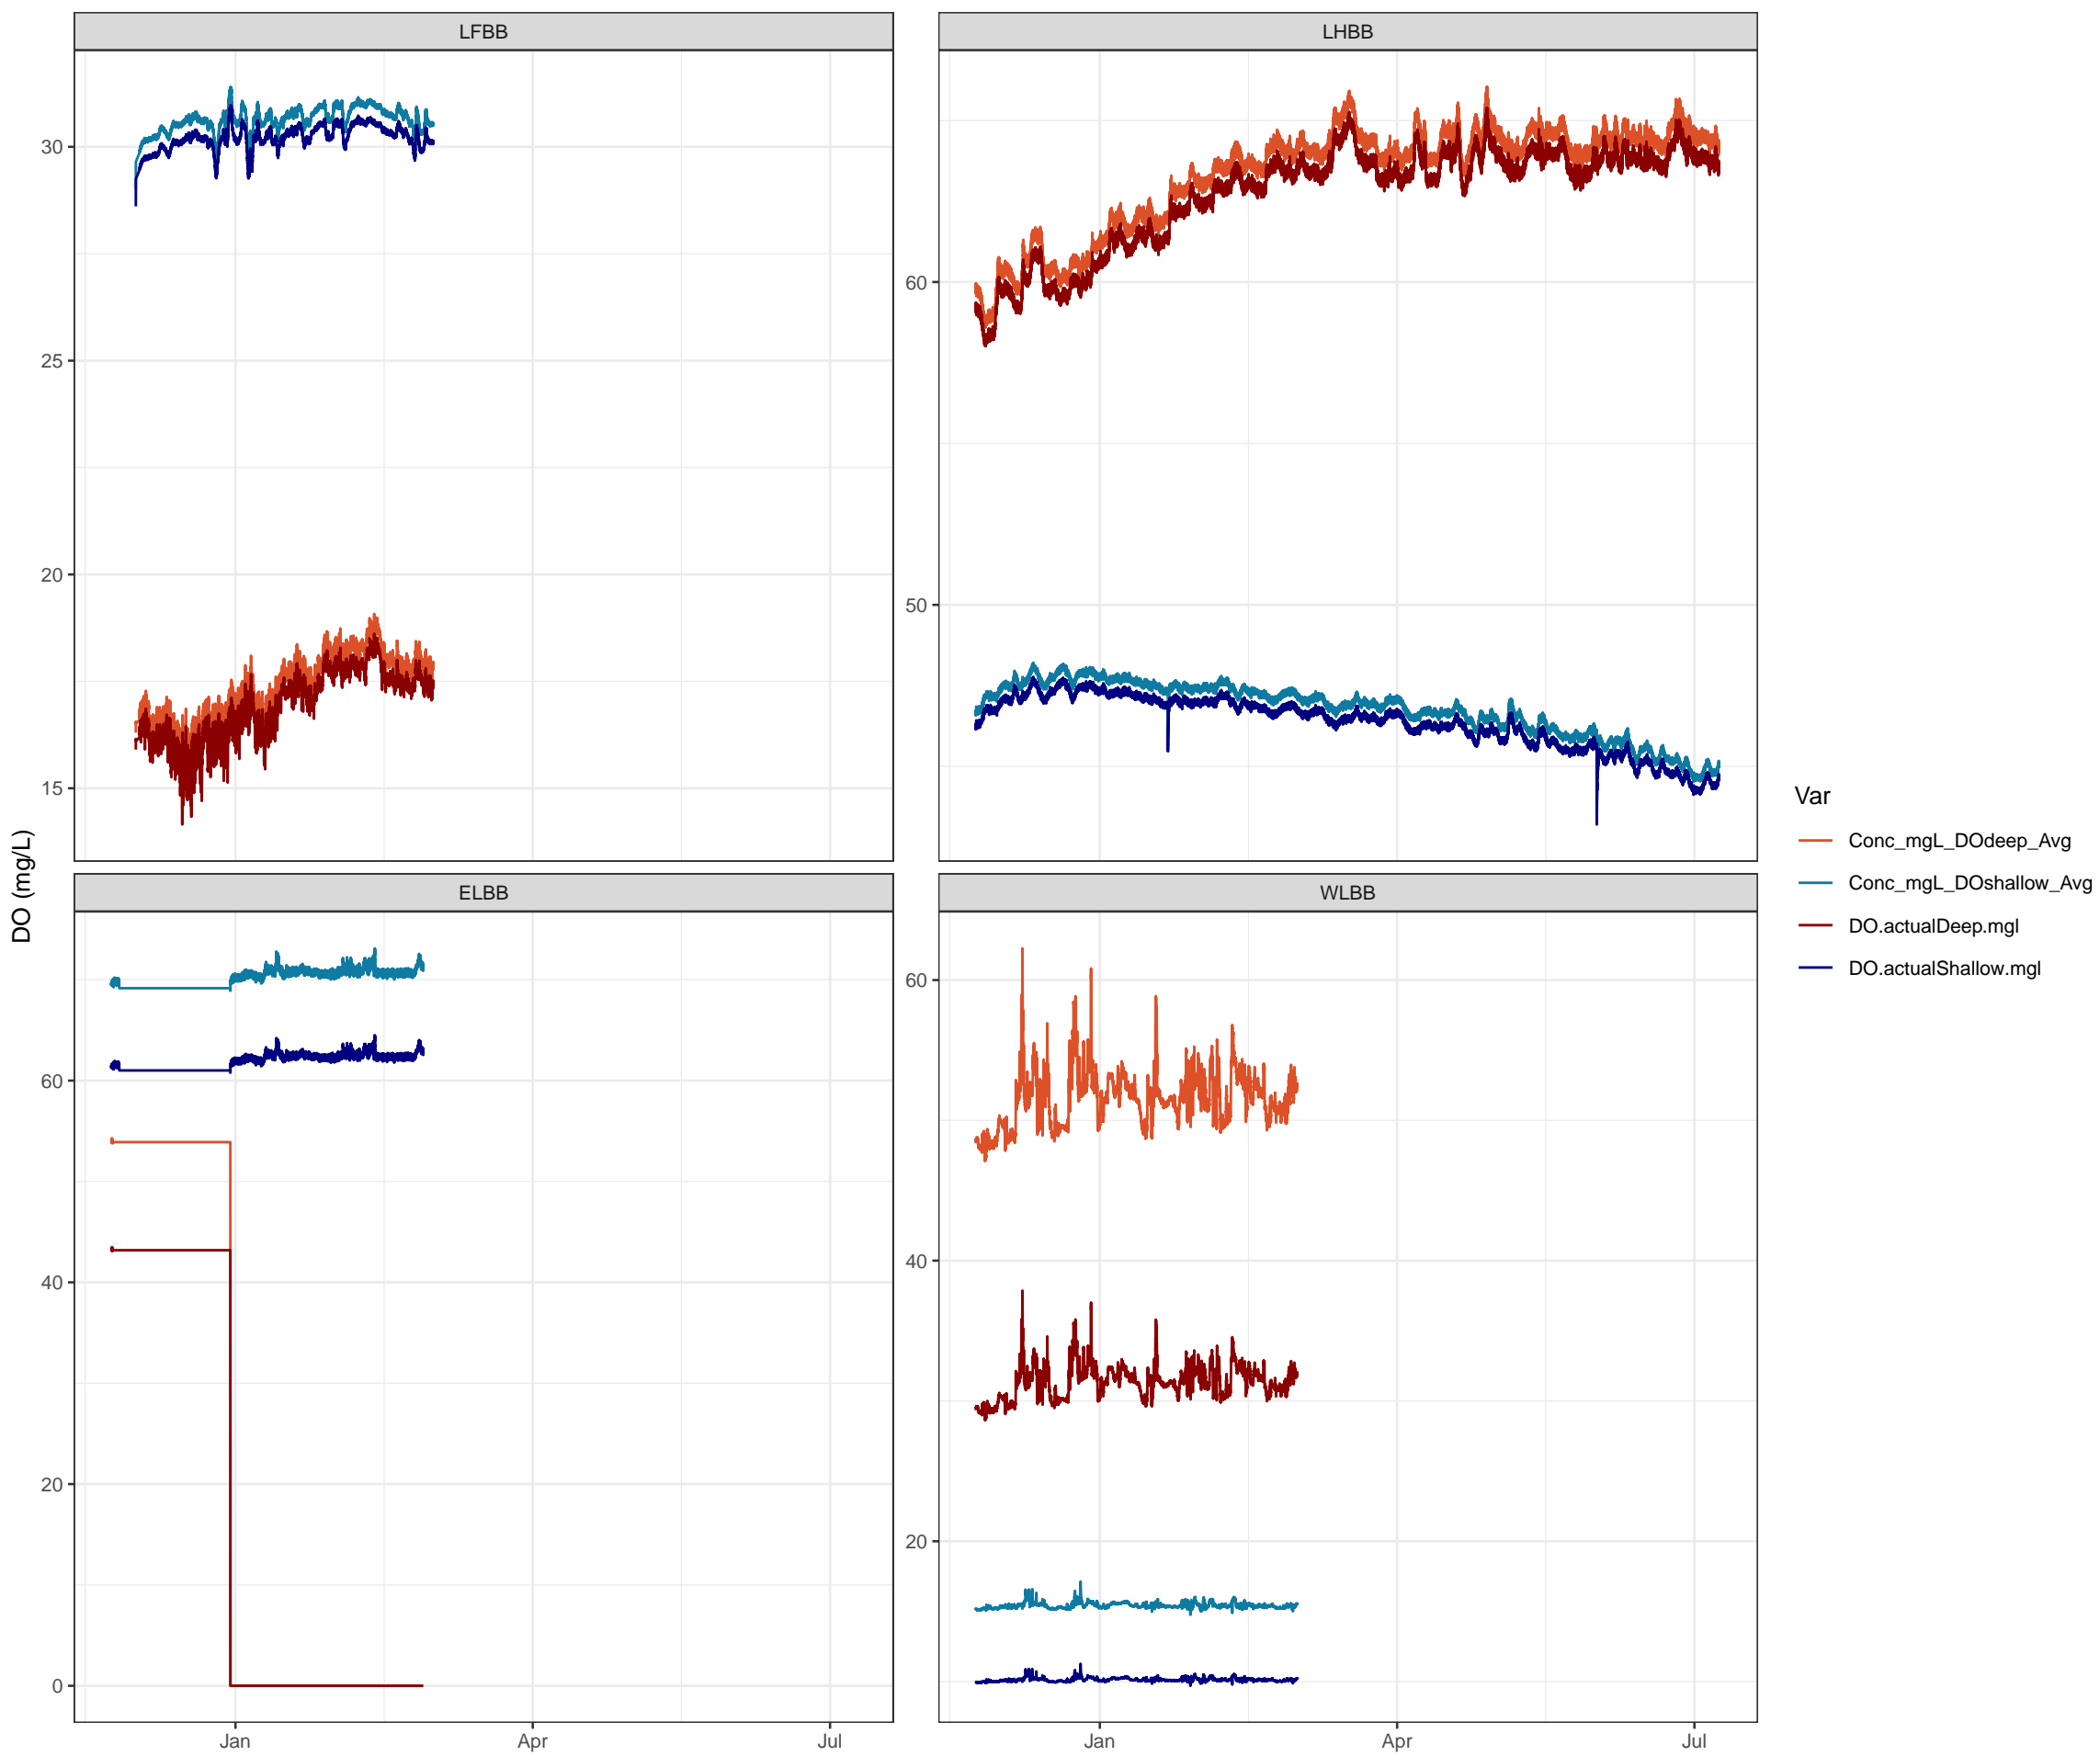 LFBB
LHBB
30
25
20
15
60
50
DO (mg/L)
ELBB
WLBB
60
40
20
0
60
40
20
Jan
Apr
Jul
Jan
Apr
Jul
Var
Conc_mgL_DOdeep_Avg
Conc_mgL_DOshallow_Avg
DO.actualDeep.mgl
DO.actualShallow.mgl